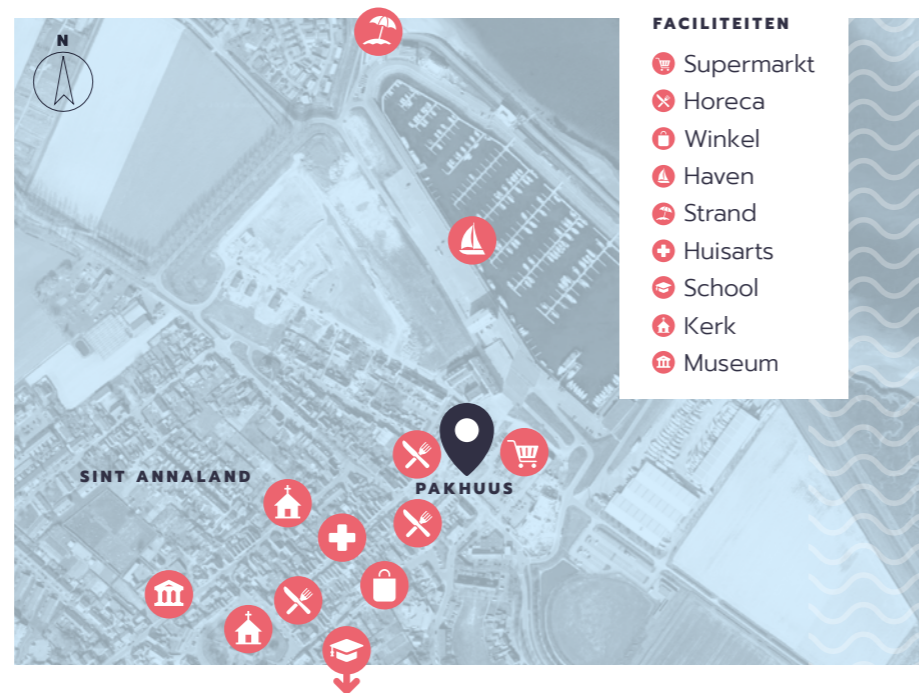 N
FACILITEITEN
Supermarkt
Horeca
Winkel
Haven
Strand
Huisarts
School
Kerk
Museum
SINT ANNALAND
PAKHUUS